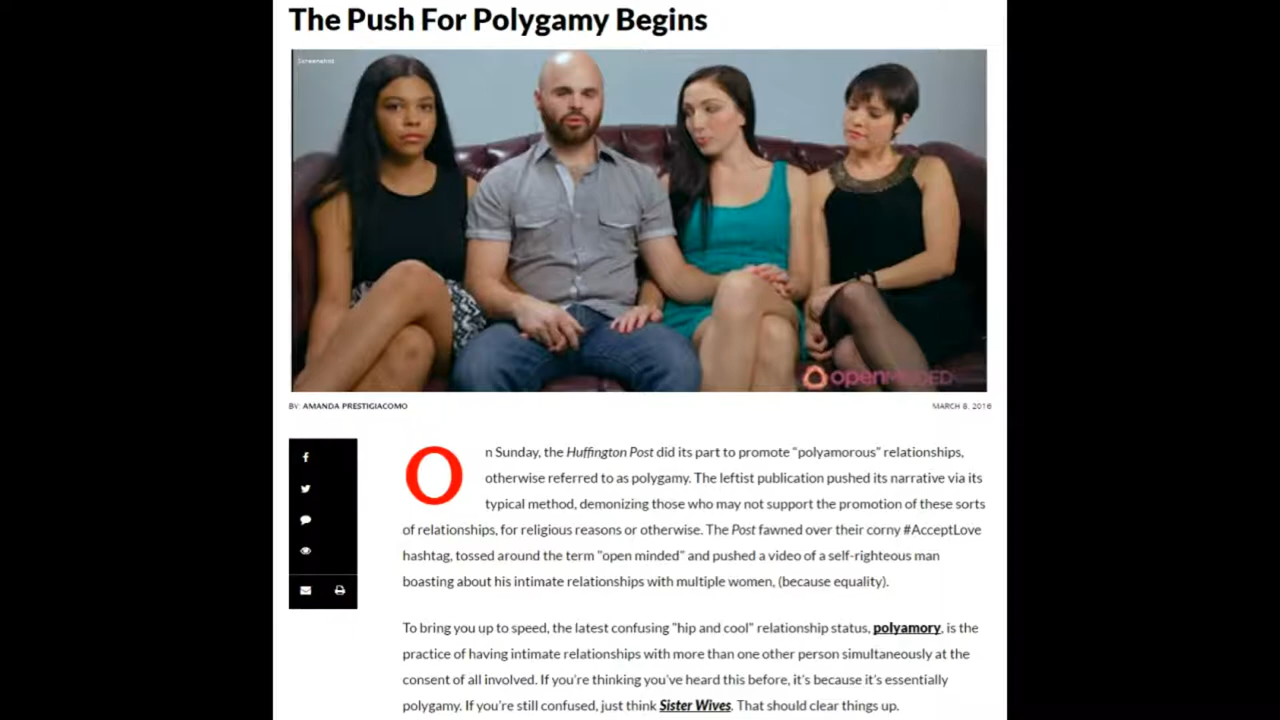 The Push For Polygamy Begins
Screenshot
openMINDED
BY: AMANDA PRESTIGIACOMO
MARCH 8, 2016
On Sunday, the Huffington Post did its part to promote "polyamorous" relationships,
otherwise referred to as polygamy. The leftist publication pushed its narrative via its
typical method, demonizing those who may not support the promotion of these sorts
of relationships, for religious reasons or otherwise. The Post fawned over their corny #AcceptLove
hashtag, tossed around the term "open minded" and pushed a video of a self-righteous man
boasting about his intimate relationships with multiple women, (because equality).
To bring you up to speed, the latest confusing "hip and cool" relationship status, polyamory, is the
practice of having intimate relationships with more than one other person simultaneously at the
consent of all involved. If you're thinking you've heard this before, it's because it's essentially
polygamy. If you're still confused, just think Sister Wives. That should clear things up.